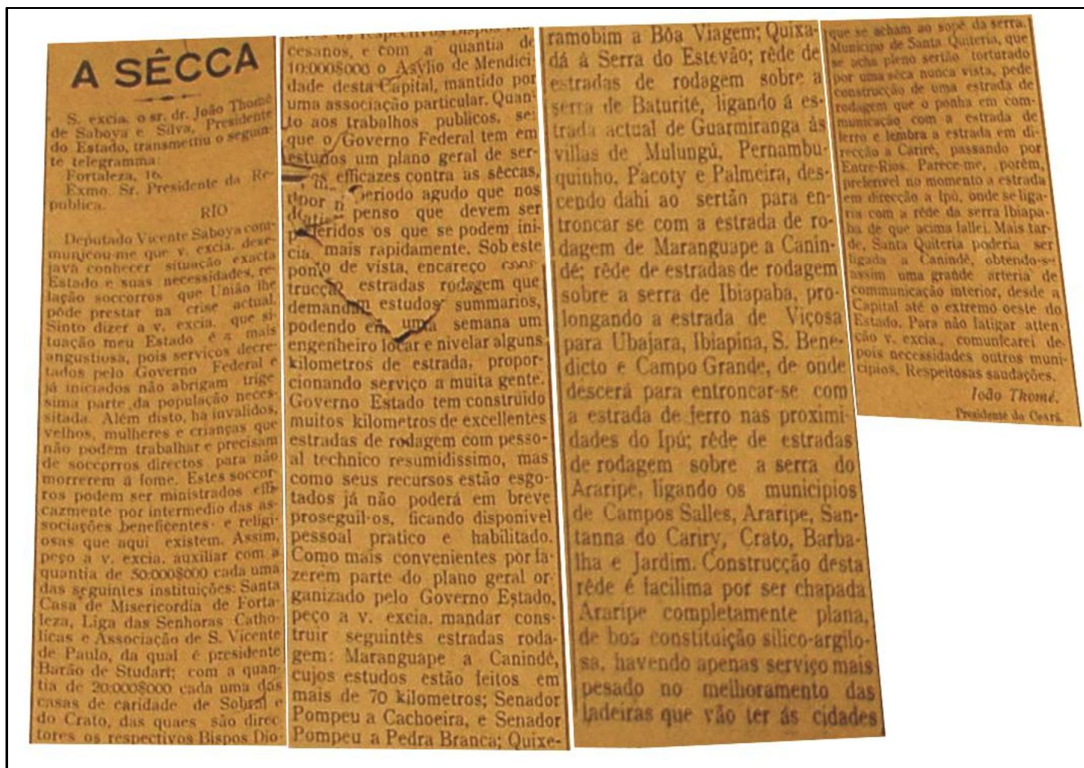 A SÊCCA
S. excia. o sr. dr. João Thomé
de Saboya e Silva, Presidente
do Estado, transmettiu o seguin-
te telegramma:
Fortaleza, 16.
Exmo. Sr. Presidente da Re-
publica.
RIO
Deputado Vicente Saboya com-
municou-me que v. excia. dese-
java conhecer situação exacta
Estado e suas necessidades, re-
lação soccorros que União lhe
póde prestar na crise actual.
Sinto dizer a v. excia. que si-
tuação meu Estado é a mais
angustiosa, pois serviços decre-
tados pelo Governo Federal e
já iniciados não abrigam trige
sima parte da população neces-
sitada. Além disto, ha invalidos,
velhos, mulheres e crianças que
não podem trabalhar e precisam
de soccorros directos para não
morrerem á fome. Estes soccor-
ros podem ser ministrados effi-
cazmente por intermedio das as-
sociações beneficentes e religi-
osas que aqui existem. Assim,
peço a v. excia. auxiliar com a
quantia de 50:000$000 cada uma
das seguintes instituições: Santa
Casa de Misericordia de Forta-
leza, Liga das Senhoras Catho-
licas e Associação de S. Vicente
de Paulo, da qual é presidente
Barão de Studart; com a quan-
tia de 20:000$000 cada uma das
casas de caridade de Sobral e
do Crato, das quaes são direc-
tores os respectivos Bispos Dio-
cesanos, e com a quantia de
10:000$000 o Asylio de Mendici-
dade desta Capital, mantido por
uma associação particular. Quan-
to aos trabalhos publicos, sei
que o Governo Federal tem em
estudos um plano geral de ser-
efficazes contra as sêccas,
por periodo agudo que nos
penso que devem ser
preferidos os que se podem ini-
cia mais rapidamente. Sob este
ponto de vista, encareço cons-
trucção estradas rodagem que
demandam estudos summarios,
podendo em uma semana um
engenheiro locar e nivelar alguns
kilometros de estrada, propor-
cionando serviço a muita gente.
Governo Estado tem construido
muitos kilometros de excellentes
estradas de rodagem com pesso-
al technico resumidissimo, mas
como seus recursos estão esgo-
tados já não poderá em breve
proseguil-os, ficando disponivel
pessoal pratico e habilitado.
Como mais convenientes por fa-
zerem parte do plano geral or-
ganizado pelo Governo Estado,
peço a v. excia. mandar cons-
truir seguintes estradas roda-
gem: Maranguape a Canindé,
cujos estudos estão feitos em
mais de 70 kilometros; Senador
Pompeu a Cachoeira, e Senador
Pompeu a Pedra Branca; Quixe-
ramobim a Bôa Viagem; Quixa-
dá á Serra do Estevão; rêde de
estradas de rodagem sobre a
serra de Baturité, ligando á es-
trada actual de Guarmiranga às
villas de Mulungú, Pernambu-
quinho, Pacoty e Palmeira, des-
cendo dahi ao sertão para en-
troncar se com a estrada de ro-
dagem de Maranguape a Canin-
dé; rêde de estradas de rodagem
sobre a serra de Ibiapaba, pro-
longando a estrada de Viçosa
para Ubajara, Ibiapina, S. Bene-
dicto e Campo Grande, de onde
descerá para entroncar-se com
a estrada de ferro nas proximi-
dades do Ipú; rêde de estradas
de rodagem sobre a serra do
Araripe, ligando os municipios
de Campos Salles, Araripe, San-
tanna do Cariry, Crato, Barba-
lha e Jardim. Construcção desta
rêde é facilima por ser chapada
Araripe completamente plana,
de boa constituição silico-argilo-
sa, havendo apenas serviço mais
pesado no melhoramento das
ladeiras que vão ter ás cidades
que se acham ao sopé da serra.
Municipo de Santa Quiteria, que
se acha pleno sertão torturado
por uma sêca nunca vista, pede
construcção de uma estrada de
rodagem que o ponha em com-
municação com a estrada de
ferro e lembra a estrada em di-
recção a Cariré, passando por
Entre-Rios. Parece-me, porém,
preferivel no momento a estrada
em direcção a Ipú, onde se liga-
ria com a rêde da serra Ibiapa-
ba de que acima fallei. Mais tar-
de, Santa Quiteria poderia ser
ligada a Canindé, obtendo-se
assim uma grande arteria de
communicação interior, desde a
Capital até o extremo oeste do
Estado. Para não fatigar atten-
ção v. excia., comunicarei de-
pois necessidades outros muni-
cipios. Respeitosas saudações.
João Thomé.
Presidente do Ceará.